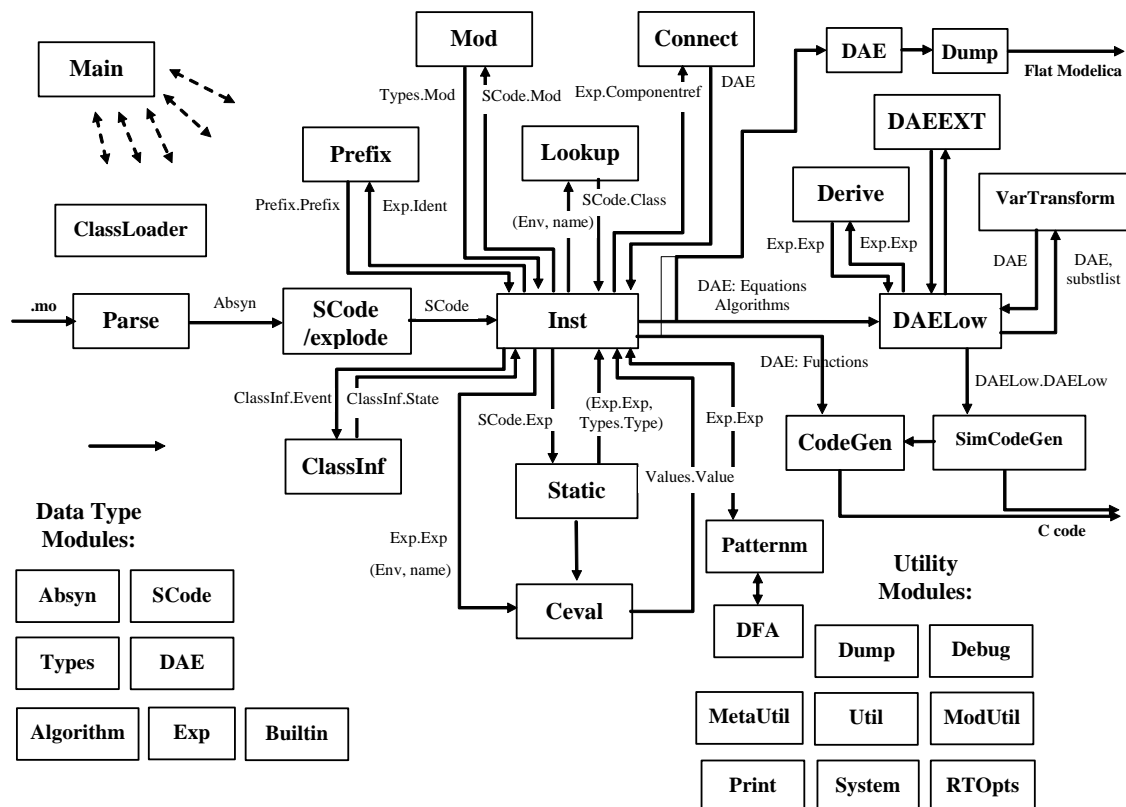 Mod
Connect
DAE
Dump
Main
Flat Modelica
Types.Mod
SCode.Mod
Exp.Componentref
DAE
DAEEXT
Prefix
Lookup
Derive
VarTransform
Prefix.Prefix
Exp.Ident
SCode.Class
(Env, name)
ClassLoader
Exp.Exp
Exp.Exp
DAE
DAE,
substlist
.mo
Parse
Absyn
SCode
/explode
SCode
Inst
DAE: Equations
Algorithms
DAELow
DAE: Functions
DAELow.DAELow
ClassInf.Event
ClassInf.State
SCode.Exp
(Exp.Exp,
Types.Type)
Exp.Exp
ClassInf
CodeGen
SimCodeGen
Static
Values.Value
C code
Data Type
Modules:
Exp.Exp
(Env, name)
Patternm
Utility
Modules:
Absyn
SCode
Ceval
DFA
Types
DAE
Dump
Debug
Algorithm
Exp
Builtin
MetaUtil
Util
ModUtil
Print
System
RTOpts